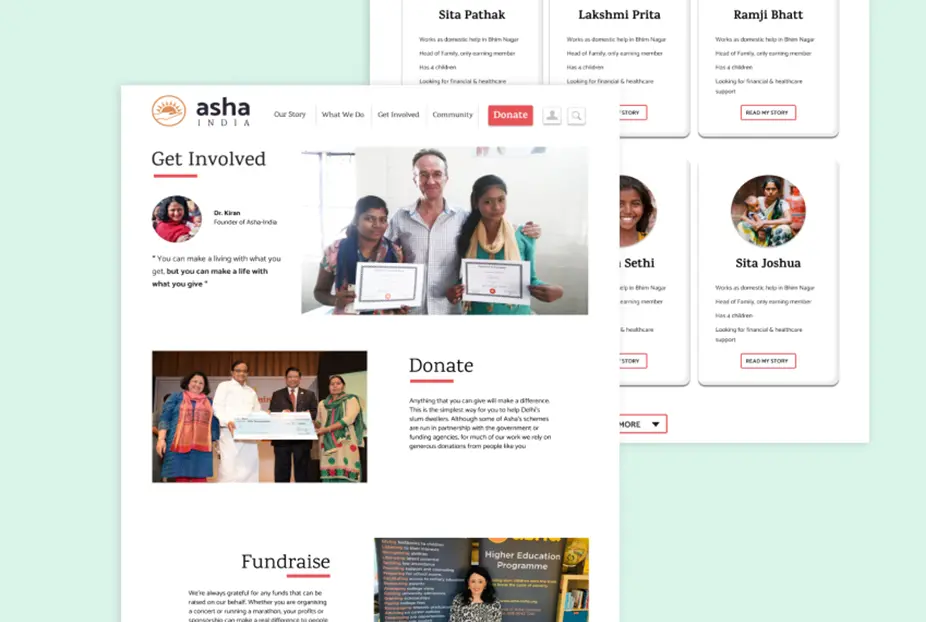 Sita Pathak
Works as domestic help in Bhim Nagar
Head of Family, only earning member
Has 4 children
Looking for financial & healthcare
Lakshmi Prita
Works as domestic help in Bhim Nagar
Head of Family, only earning member
Has 4 children
Looking for financial & healthcare
STORY
Ramji Bhatt
Works as domestic help in Bhim Nagar
Head of Family, only earning member
Has 4 children
Looking for financial & healthcare
support
READ MY STORY
asha
INDIA
Our Story
What We Do
Get Involved
Community
Donate
Get Involved
Dr. Kiran
Founder of Asha-India
" You can make a living with what you
get, but you can make a life with
what you give "
Sethi
help in Bhim Nagar
earning member
& healthcare
STORY
Sita Joshua
Works as domestic help in Bhim Nagar
Head of Family, only earning member
Has 4 children
Looking for financial & healthcare
support
READ MY STORY
MORE
Donate
Anything that you can give will make a difference.
This is the simplest way for you to help Delhi's
slum dwellers. Although some of Asha's schemes
are run in partnership with the government or
funding agencies, for much of our work we rely on
generous donations from people like you
Fundraise
We're always grateful for any funds that can be
raised on our behalf. Whether you are organising
a concert or running a marathon, your profits or
sponsorship can make a real difference to people
asha
Higher Education
Programme